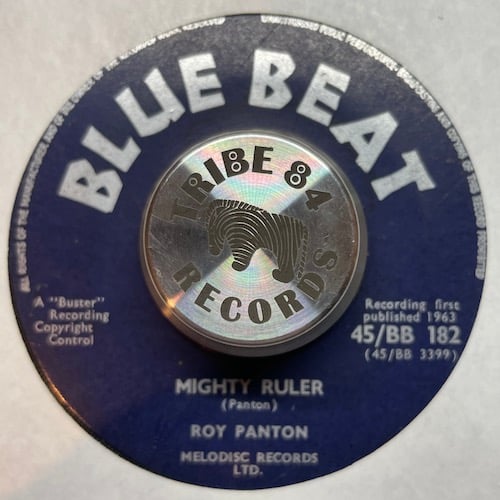 BLUE BEAT
TRIBE 84
RECORDS
A "Buster"
Recording
Copyright
Control
Recording first
published 1963
45/BB 182
(45/BB 3399)
MIGHTY RULER
(Panton)
ROY PANTON
MELODISC RECORDS
LTD.